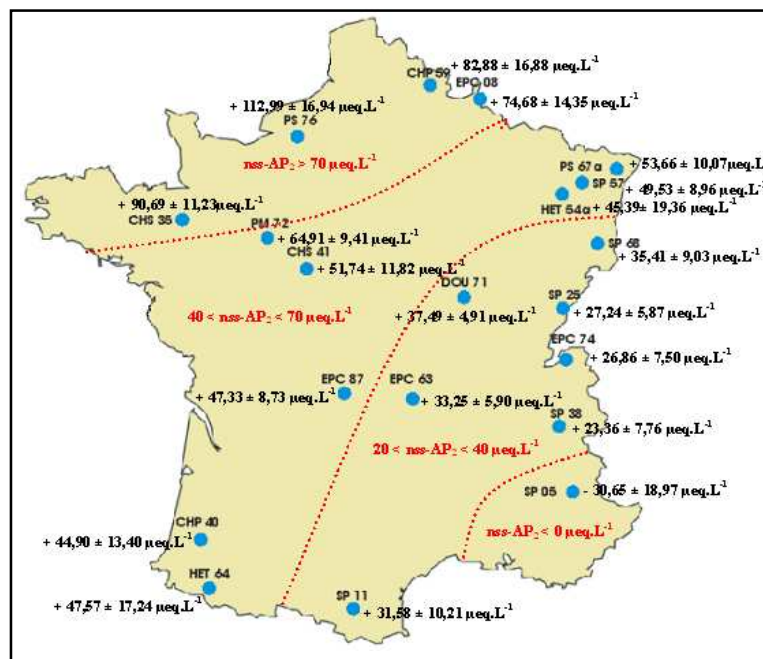 + 82,88 ± 16,88 µeq.L⁻¹
CHP 59
EPC 08
+ 74,68 ± 14,35 µeq.L⁻¹
+ 112,99 ± 16,94 µeq.L⁻¹
PS 76
nss-AP₂ > 70 µeq.L⁻¹
PS 67a
+ 53,66 ± 10,07µeq.L⁻¹
SP 57
+ 49,53 ± 8,96 µeq.L⁻¹
HET 54a
+ 45,39 ± 19,36 µeq.L⁻¹
+ 90,69 ± 11,23µeq.L⁻¹
CHS 35
PM 72
+ 64,91 ± 9,41 µeq.L⁻¹
SP 68
+ 35,41 ± 9,03 µeq.L⁻¹
CHS 41
+ 51,74 ± 11,82 µeq.L⁻¹
DOU 71
+ 37,49 ± 4,91 µeq.L⁻¹
SP 25
+ 27,24 ± 5,87 µeq.L⁻¹
40 < nss-AP₂ < 70 µeq.L⁻¹
EPC 74
+ 26,86 ± 7,50 µeq.L⁻¹
EPC 87
+ 47,33 ± 8,73 µeq.L⁻¹
EPC 63
+ 33,25 ± 5,90 µeq.L⁻¹
SP 38
+ 23,36 ± 7,76 µeq.L⁻¹
20 < nss-AP₂ < 40 µeq.L⁻¹
SP 05
- 30,65 ± 18,97 µeq.L⁻¹
nss-AP₂ < 0 µeq.L⁻¹
CHP 40
+ 44,90 ± 13,40 µeq.L⁻¹
HET 64
+ 47,57 ± 17,24 µeq.L⁻¹
SP 11
+ 31,58 ± 10,21 µeq.L⁻¹